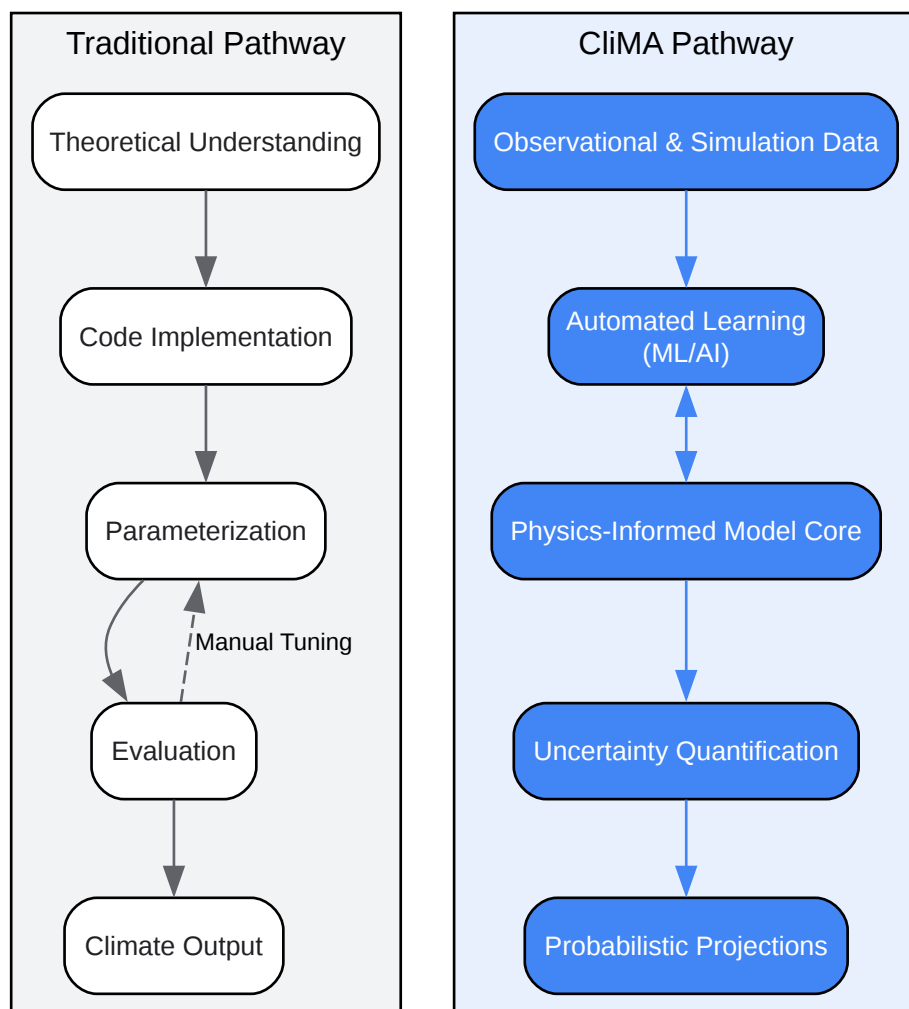 Traditional Pathway
Theoretical Understanding
Code Implementation
Parameterization
Manual Tuning
Evaluation
Climate Output
CliMA Pathway
Observational & Simulation Data
Automated Learning
(ML/AI)
Physics-Informed Model Core
Uncertainty Quantification
Probabilistic Projections